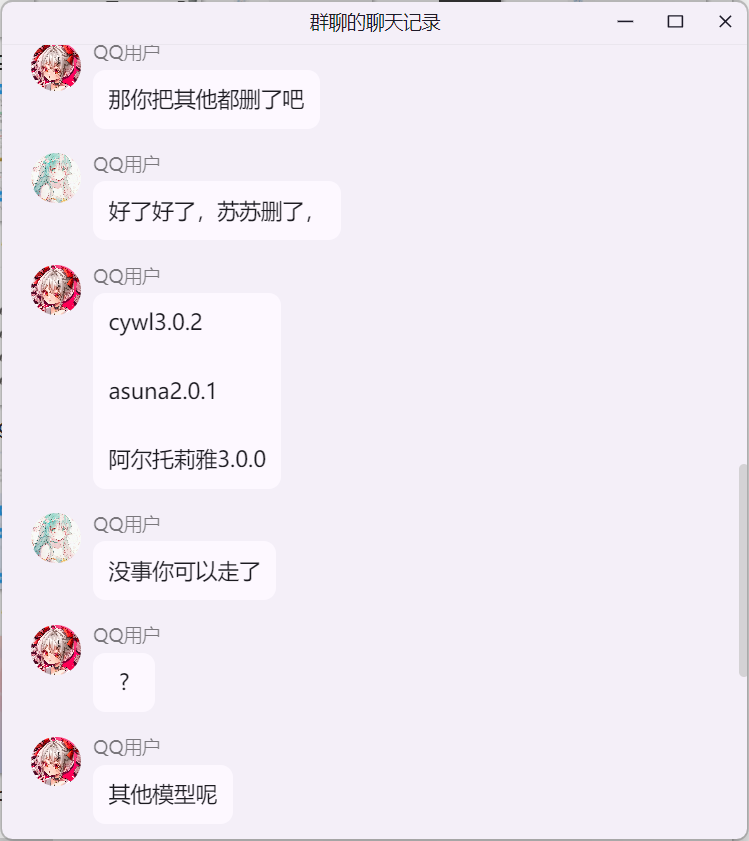 群聊的聊天记录
QQ用户
那你把其他都删了吧
QQ用户
好了好了，苏苏删了，
QQ用户
cywl3.0.2
asuna2.0.1
阿尔托莉雅3.0.0
QQ用户
没事你可以走了
QQ用户
？
QQ用户
其他模型呢